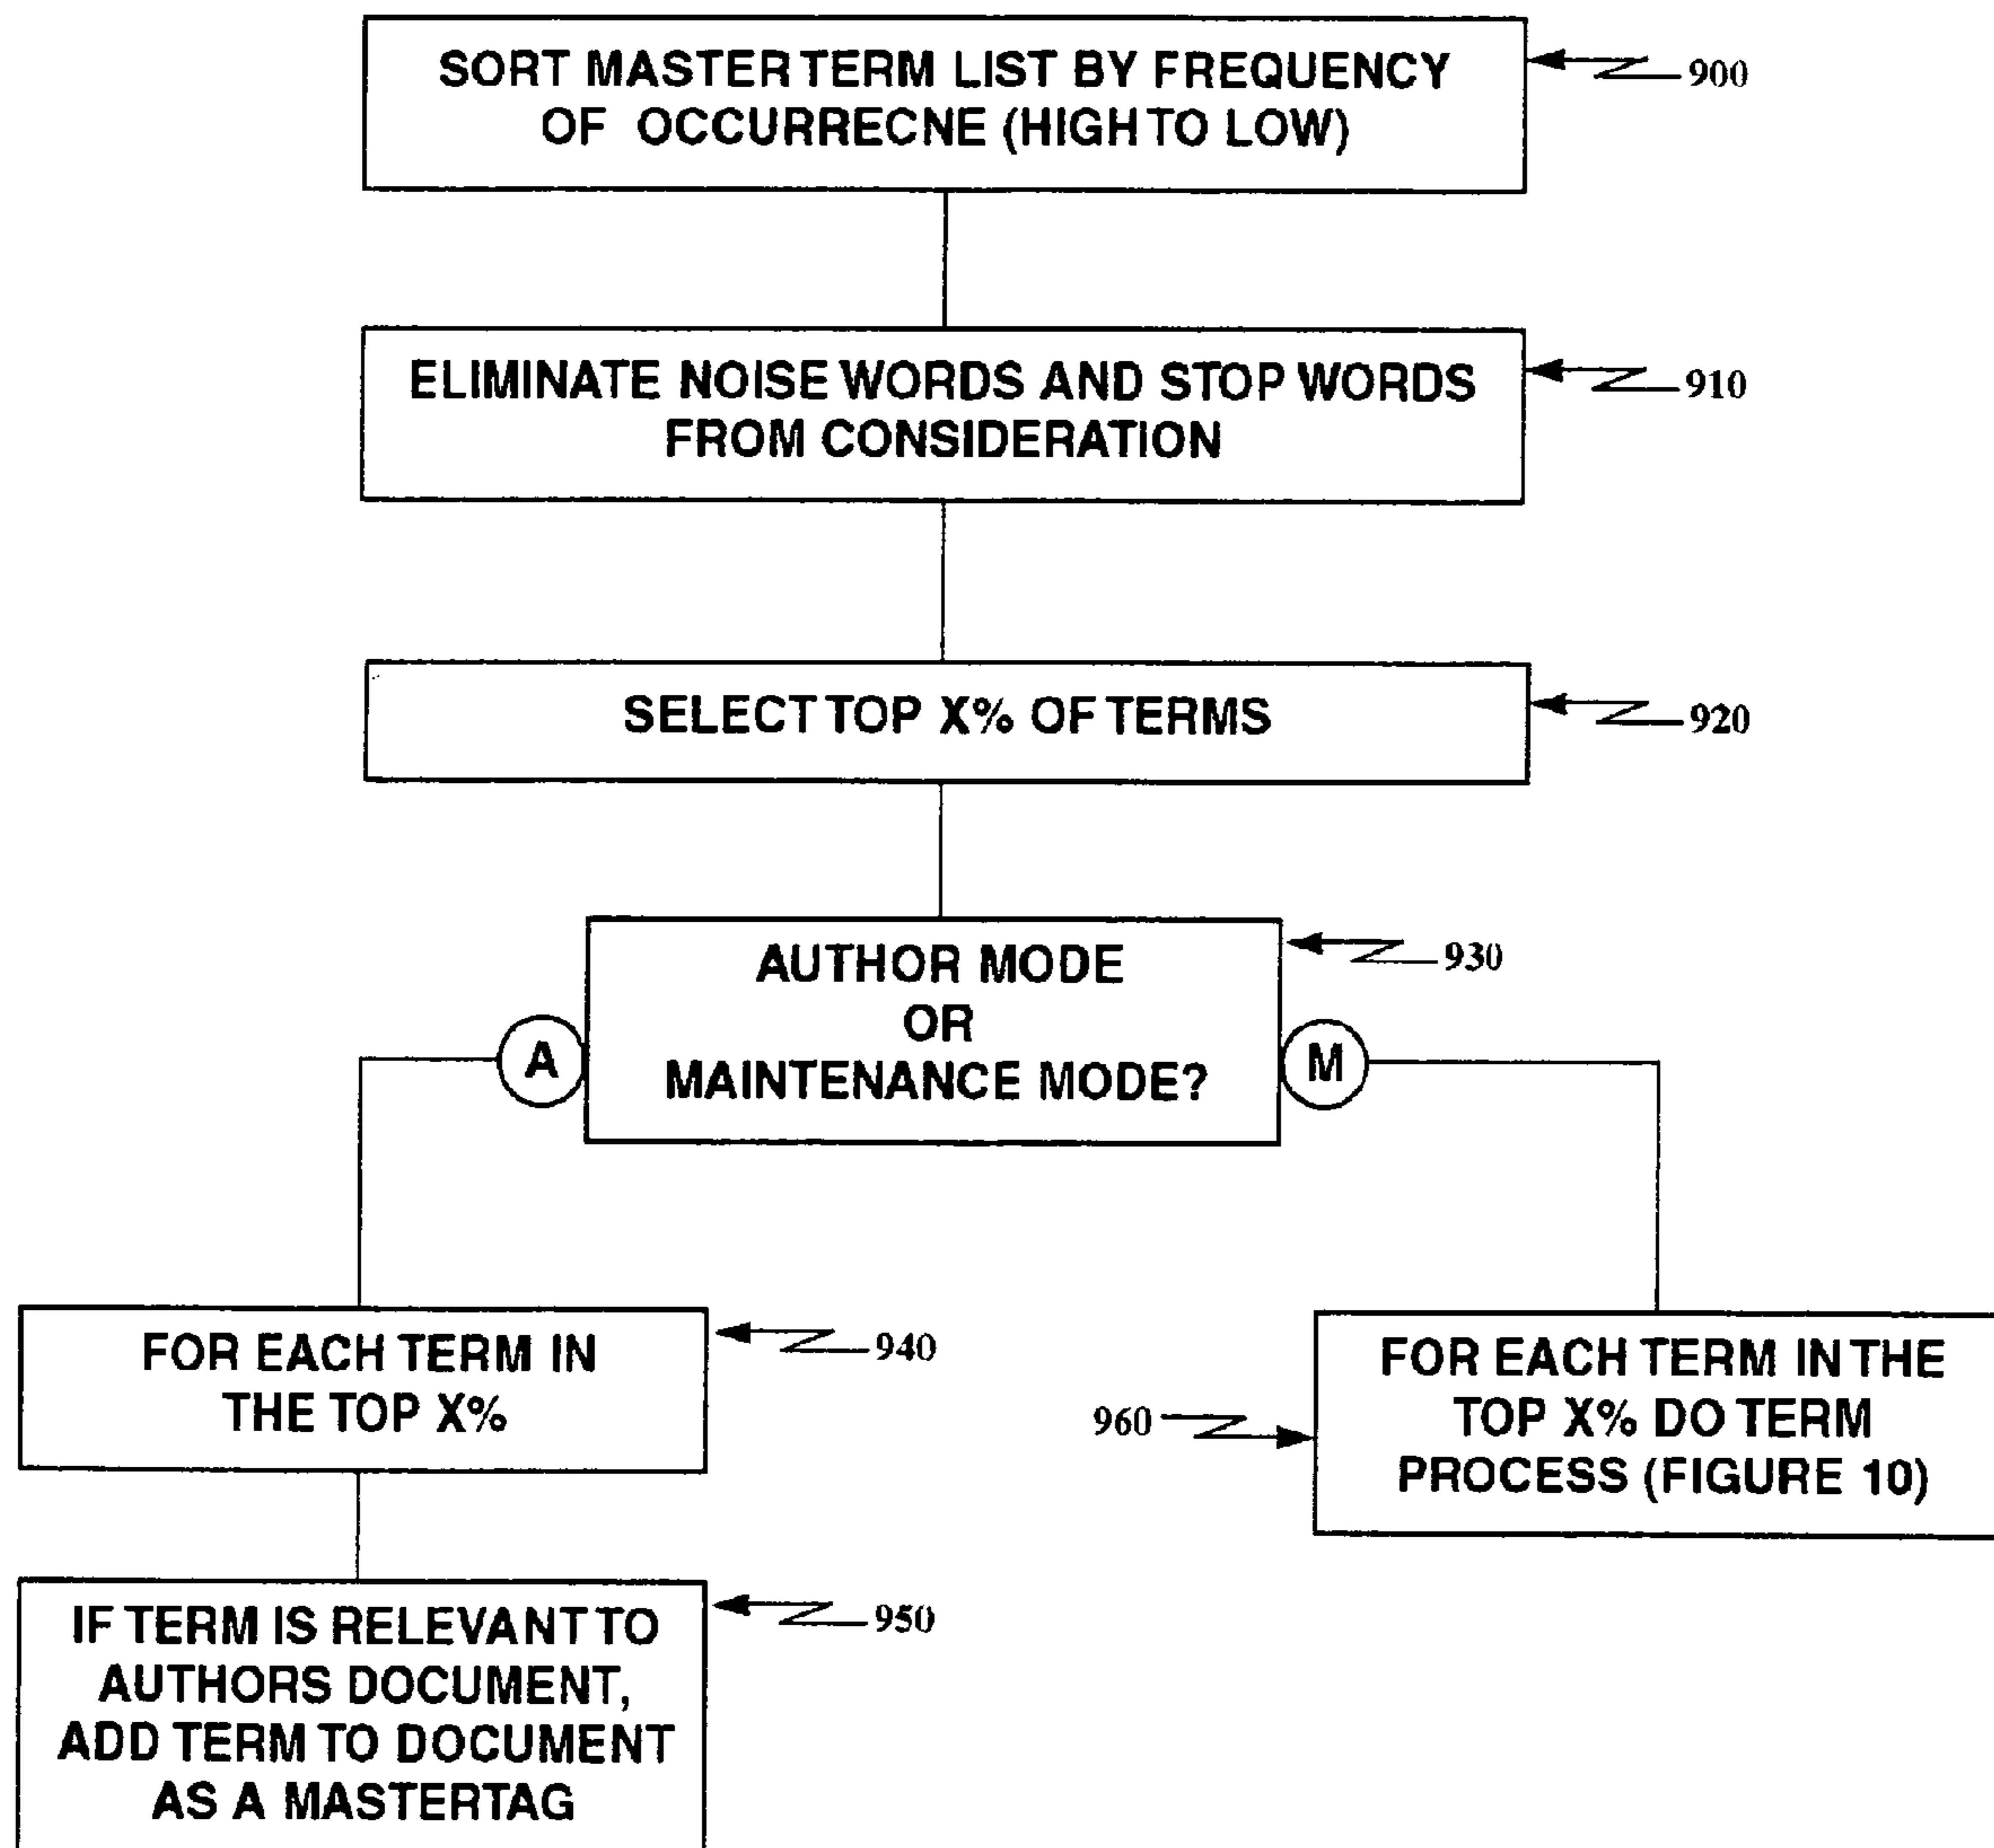 SORT MASTER TERM LIST BY FREQUENCY
OF OCCURRECNE (HIGH TO LOW)
900
ELIMINATE NOISE WORDS AND STOP WORDS
FROM CONSIDERATION
910
SELECT TOP X% OF TERMS
920
AUTHOR MODE
OR
MAINTENANCE MODE?
930
A
M
FOR EACH TERM IN
THE TOP X%
940
FOR EACH TERM IN THE
TOP X% DO TERM
PROCESS (FIGURE 10)
960
IF TERM IS RELEVANT TO
AUTHORS DOCUMENT,
ADD TERM TO DOCUMENT
AS A MASTERTAG
950